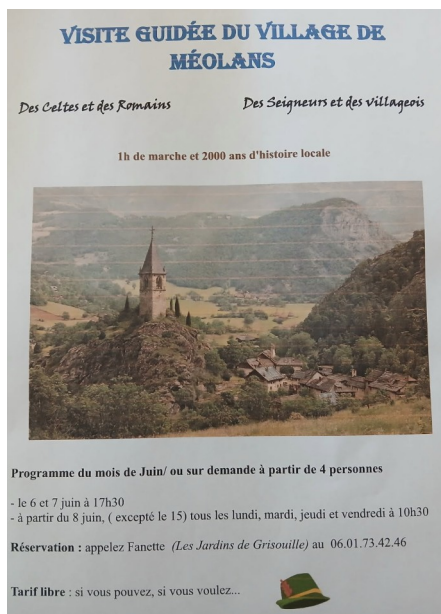 VISITE GUIDÉE DU VILLAGE DE
MÉOLANS
Des Celtes et des Romains Des Seigneurs et des villageois
1h de marche et 2000 ans d'histoire locale
Programme du mois de Juin/ ou sur demande à partir de 4 personnes
- le 6 et 7 juin à 17h30
- à partir du 8 juin, ( excepté le 15) tous les lundi, mardi, jeudi et vendredi à 10h30
Réservation : appelez Fanette (Les Jardins de Grisouille) au 06.01.73.42.46
Tarif libre : si vous pouvez, si vous voulez...